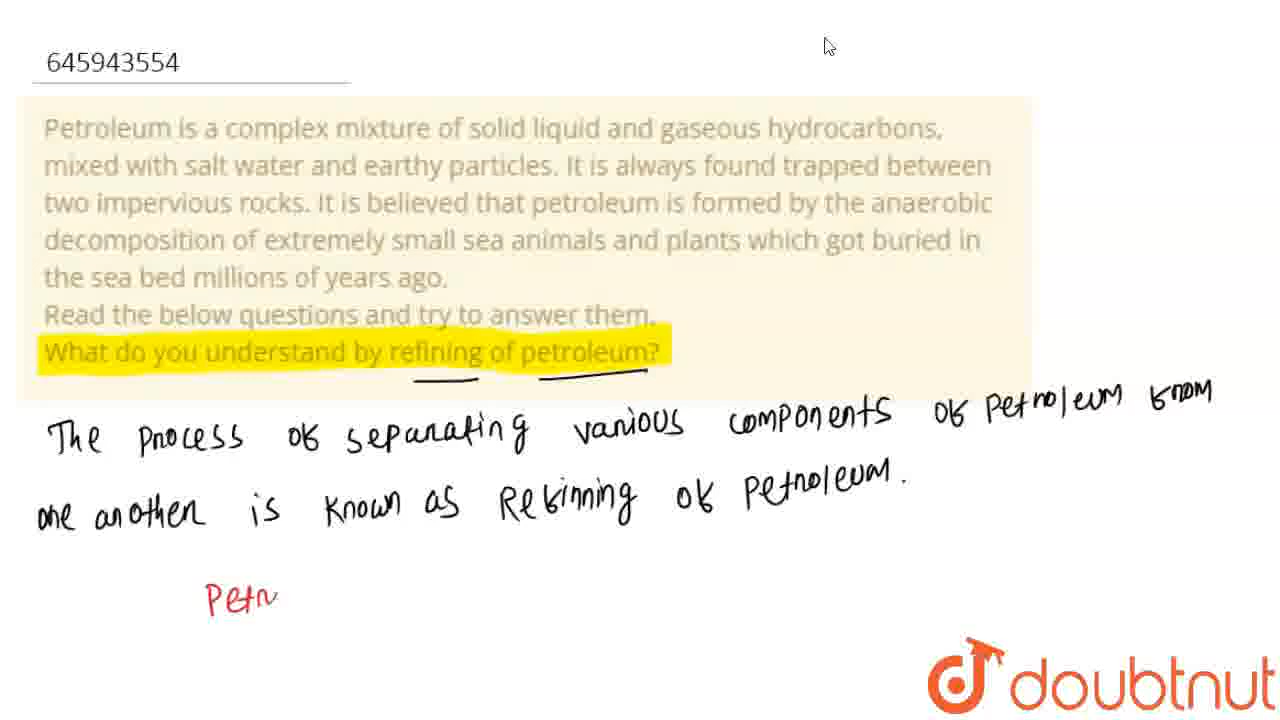 645943554
Petroleum is a complex mixture of solid liquid and gaseous hydrocarbons,
mixed with salt water and earthy particles. It is always found trapped between
two impervious rocks. It is believed that petroleum is formed by the anaerobic
decomposition of extremely small sea animals and plants which got buried in
the sea bed millions of years ago.
Read the below questions and try to answer them.
What do you understand by refining of petroleum?
The process of separating various components of petroleum from
one another is known as Refinning of petroleum.
Petr
doubtnut